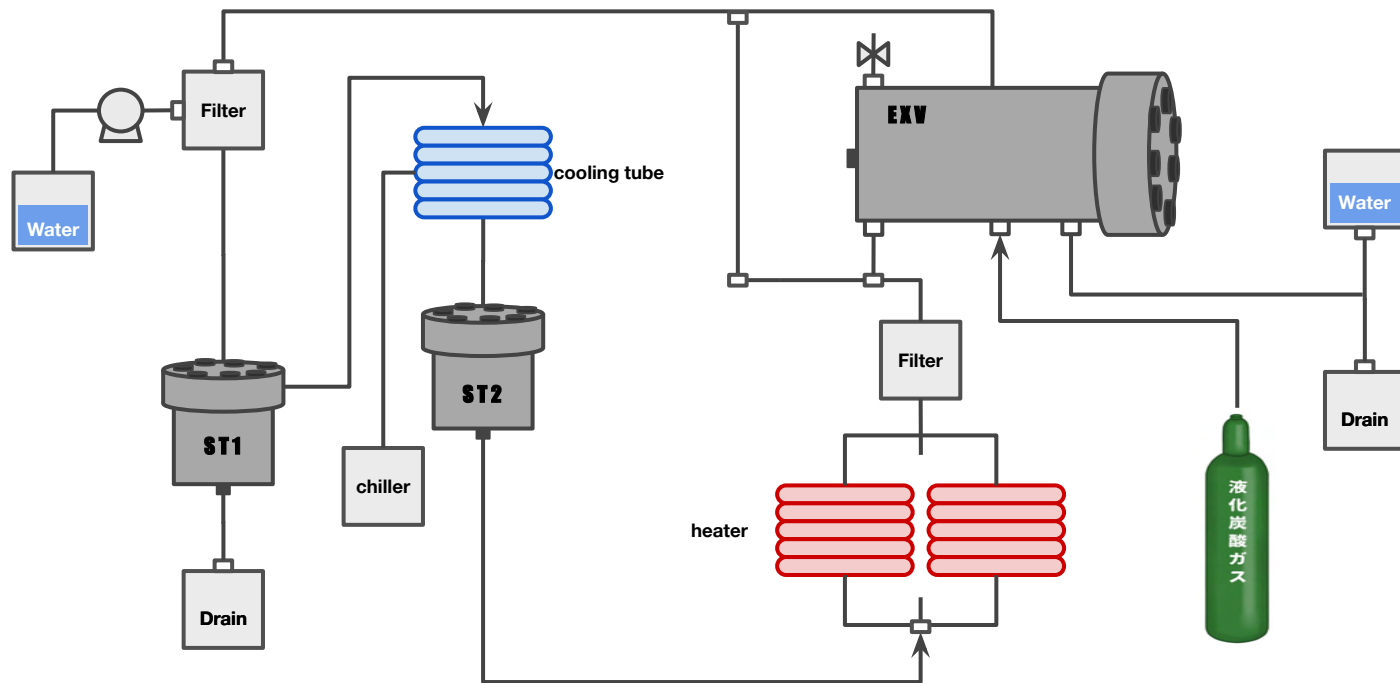 Filter
EXV
cooling tube
Water
Water
Filter
ST2
ST1
Drain
chiller
液化炭酸ガス
heater
Drain